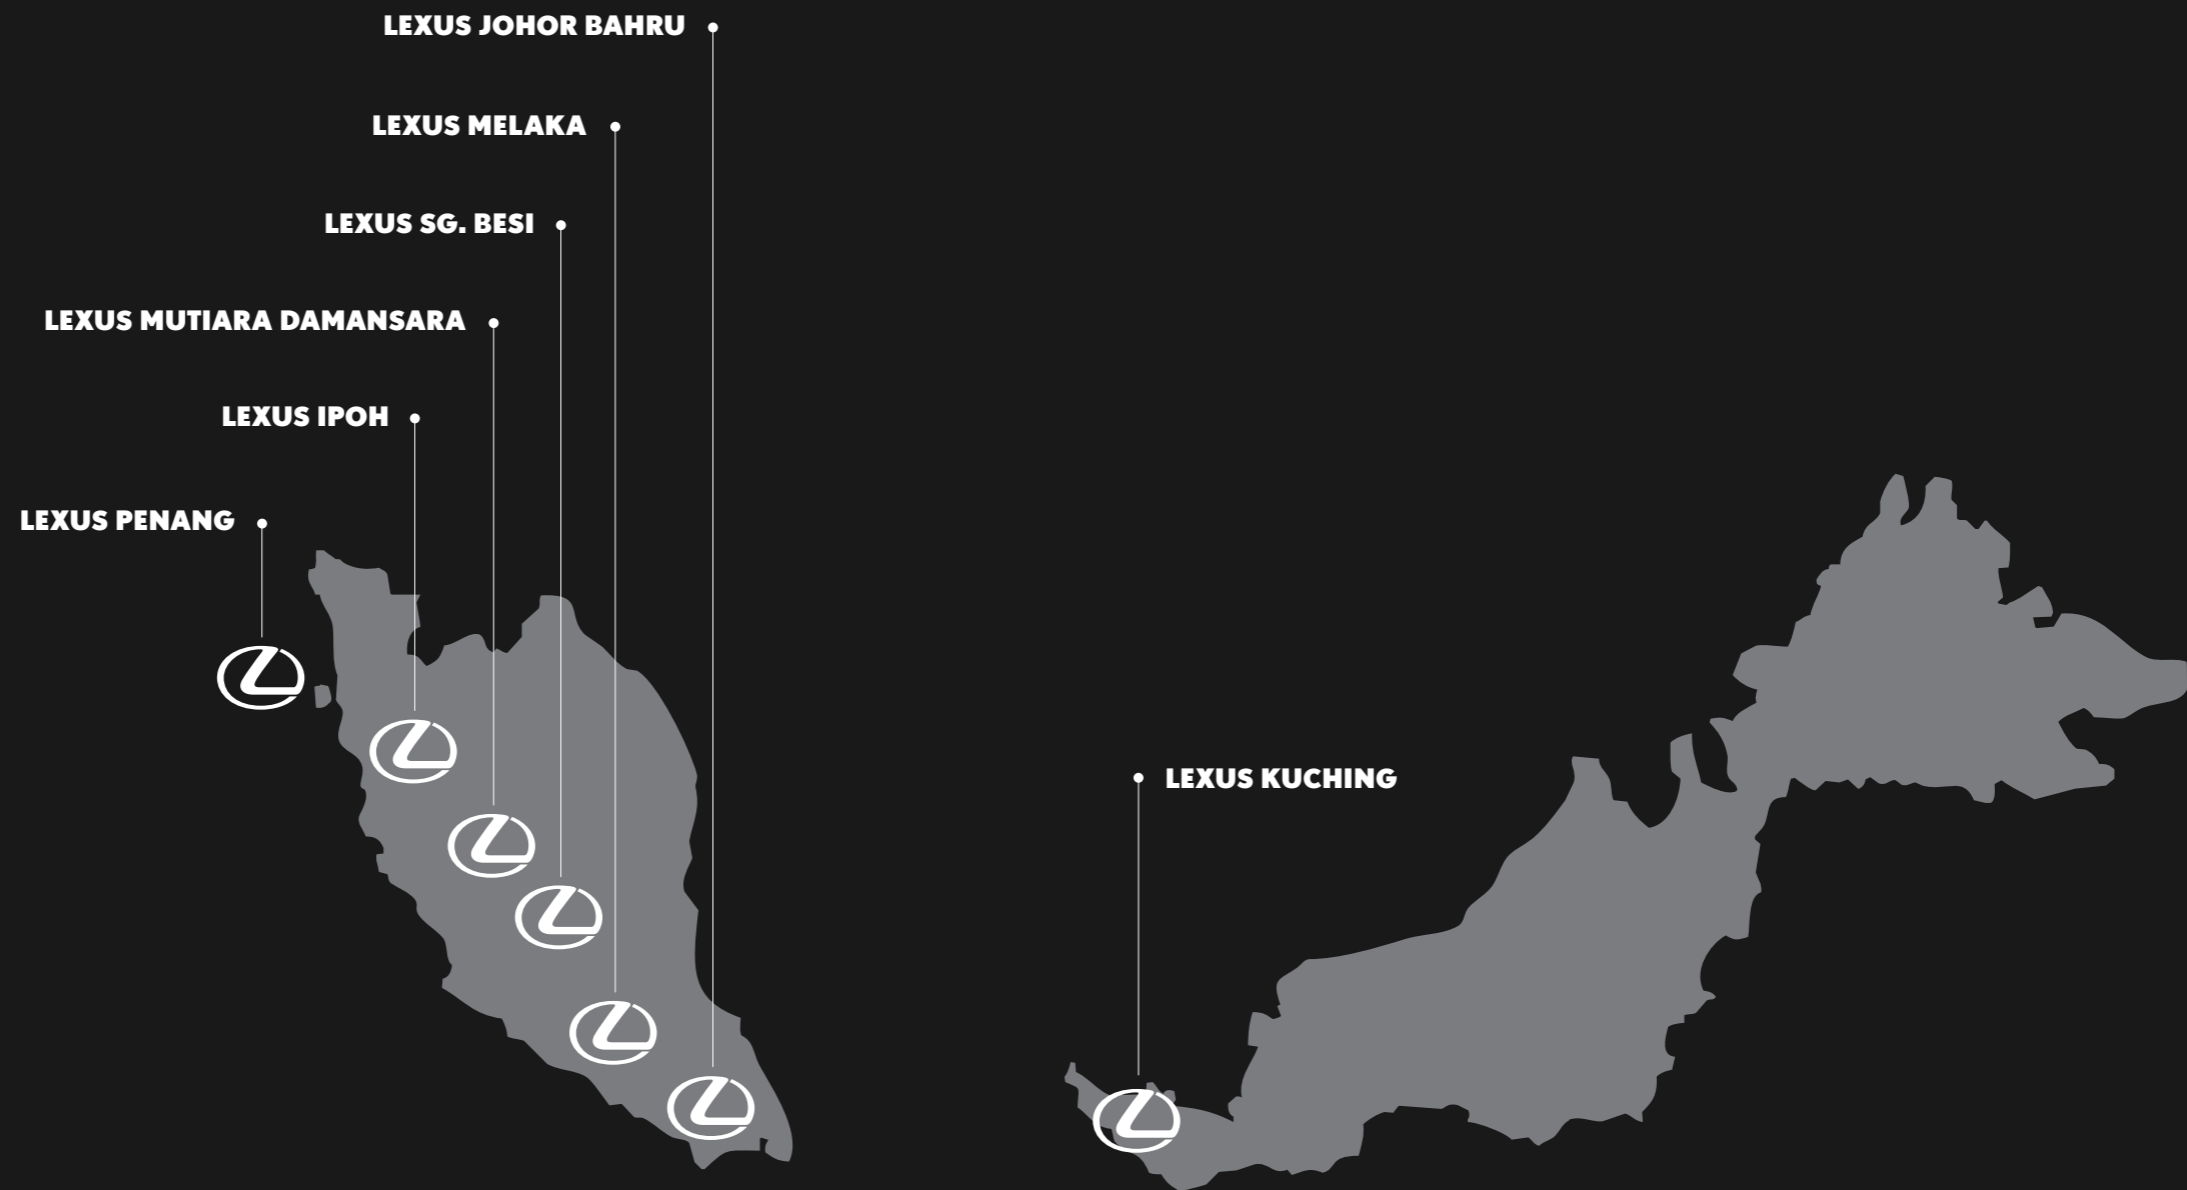 LEXUS JOHOR BAHRU
LEXUS MELAKA
LEXUS SG. BESI
LEXUS MUTIARA DAMANSARA
LEXUS IPOH
LEXUS PENANG
LEXUS KUCHING